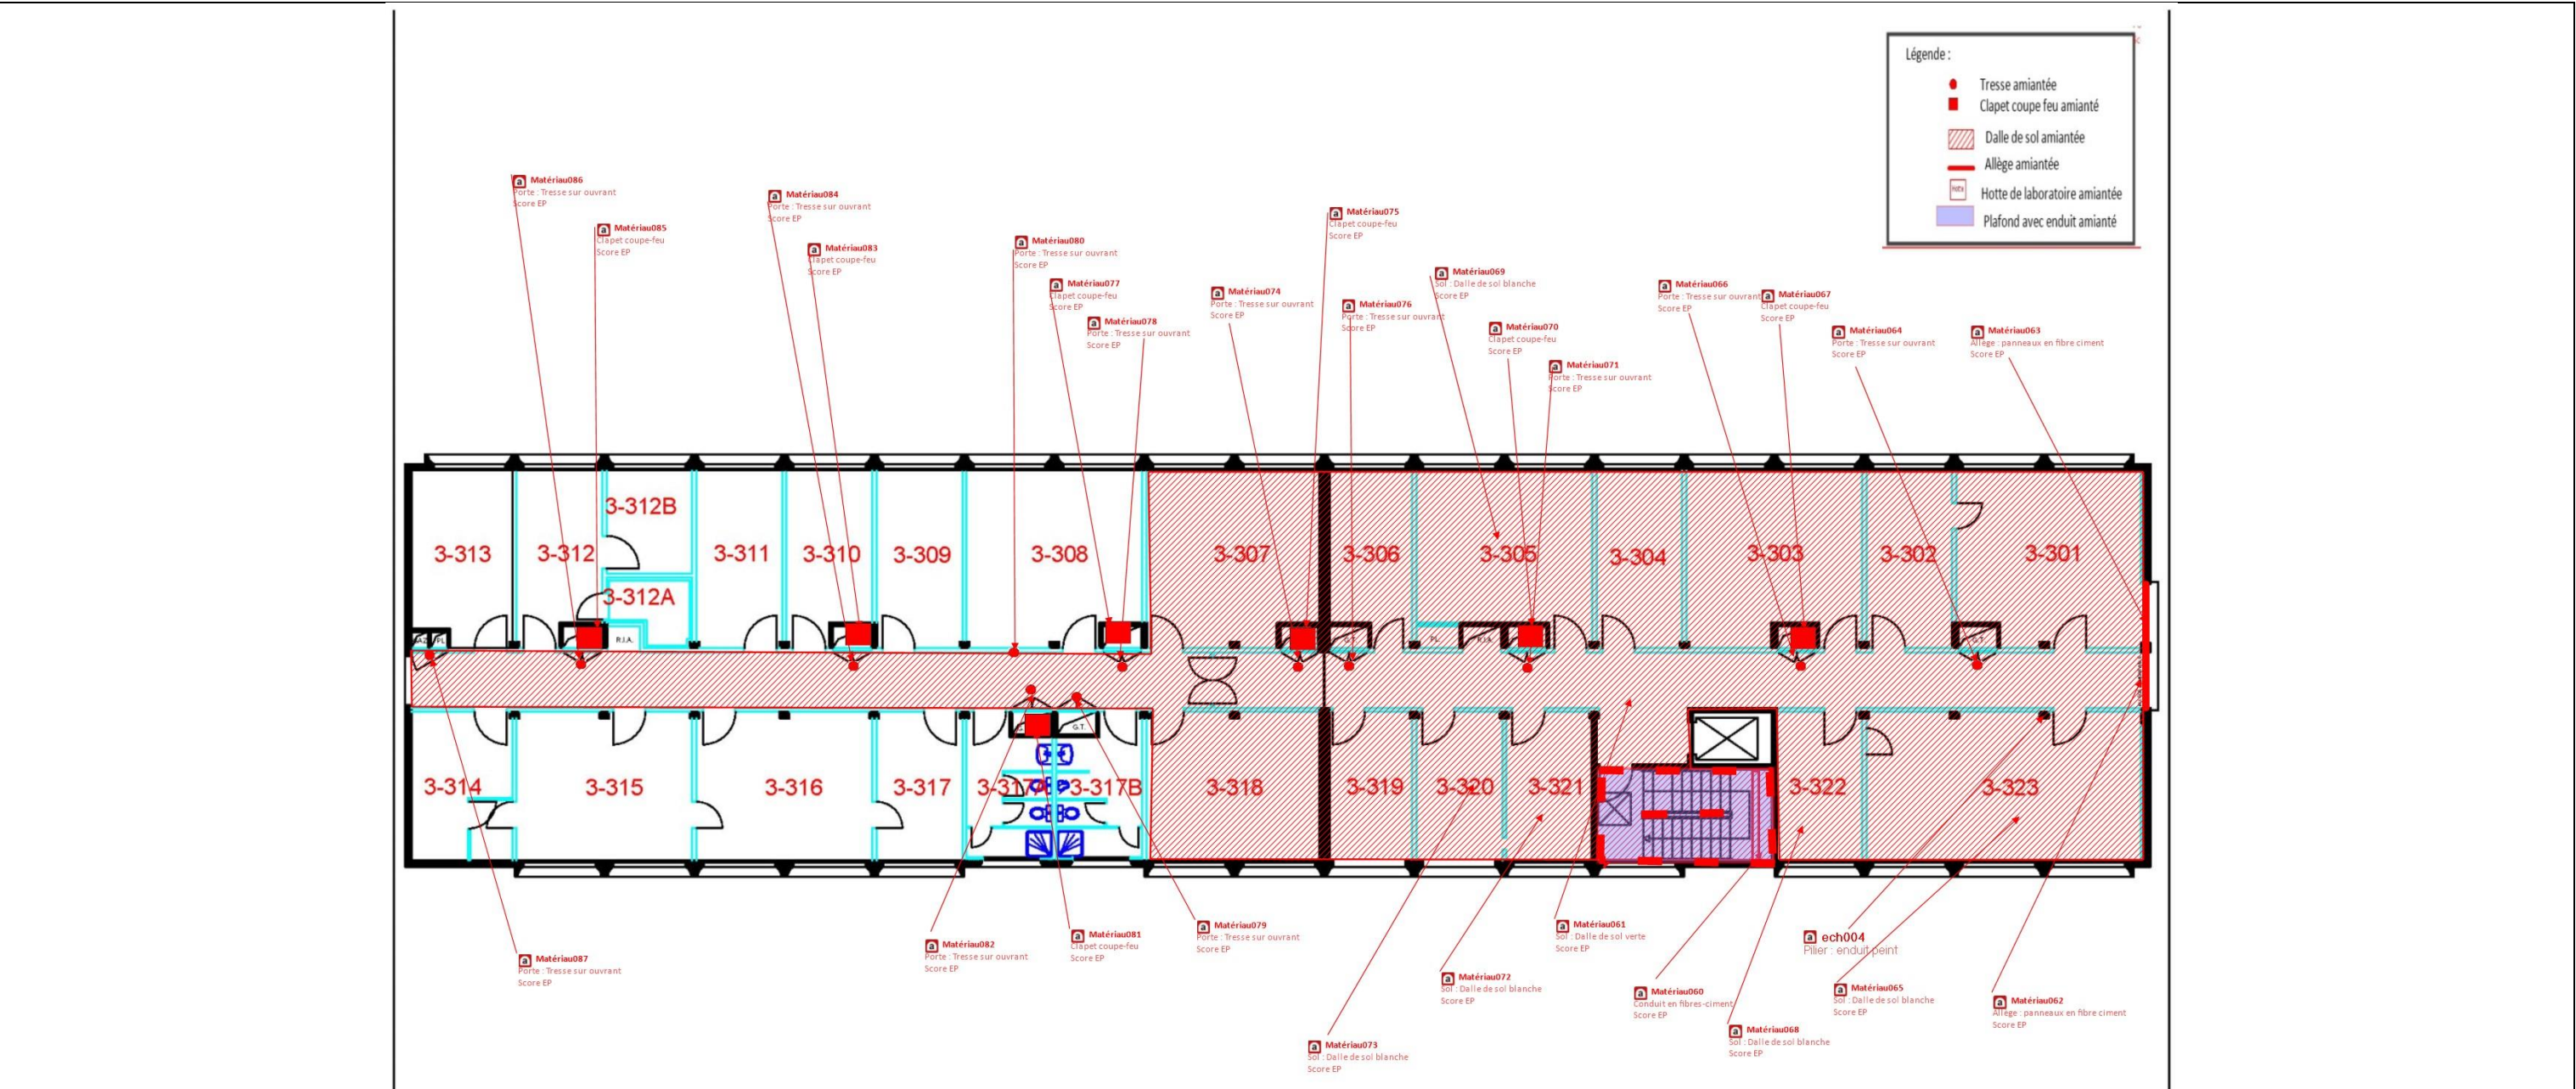 Légende :
Tresse amiantée
Clapet coupe feu amianté
Dalle de sol amiantée
Allège amiantée
Hotte de laboratoire amiantée
Plafond avec enduit amianté
a Matériau086
Porte : Tresse sur ouvrant
Score EP
a Matériau085
Clapet coupe-feu
Score EP
a Matériau084
Porte : Tresse sur ouvrant
Score EP
a Matériau083
Clapet coupe-feu
Score EP
a Matériau080
Porte : Tresse sur ouvrant
Score EP
a Matériau077
Clapet coupe-feu
Score EP
a Matériau078
Porte : Tresse sur ouvrant
Score EP
a Matériau074
Porte : Tresse sur ouvrant
Score EP
a Matériau075
Clapet coupe-feu
Score EP
a Matériau076
Porte : Tresse sur ouvrant
Score EP
a Matériau069
Sol : Dalle de sol blanche
Score EP
a Matériau070
Clapet coupe-feu
Score EP
a Matériau071
Porte : Tresse sur ouvrant
Score EP
a Matériau066
Porte : Tresse sur ouvrant
Score EP
a Matériau067
Clapet coupe-feu
Score EP
a Matériau064
Porte : Tresse sur ouvrant
Score EP
a Matériau063
Allège : panneaux en fibre ciment
Score EP
3-312B
3-313
3-312
3-311
3-310
3-309
3-308
3-307
3-306
3-305
3-304
3-303
3-302
3-301
3-312A
PL
R.I.A.
G.T.
PL.
R.I.A.
G.T.
G.T.
3-314
3-315
3-316
3-317
3-317A
3-317B
3-318
3-319
3-320
3-321
3-322
3-323
a Matériau087
Porte : Tresse sur ouvrant
Score EP
a Matériau082
Porte : Tresse sur ouvrant
Score EP
a Matériau081
Clapet coupe-feu
Score EP
a Matériau079
Porte : Tresse sur ouvrant
Score EP
a Matériau073
Sol : Dalle de sol blanche
Score EP
a Matériau072
Sol : Dalle de sol blanche
Score EP
a Matériau061
Sol : Dalle de sol verte
Score EP
a Matériau060
Conduit en fibres-ciment
Score EP
a Matériau068
Sol : Dalle de sol blanche
Score EP
a ech004
Pilier : enduit peint
a Matériau065
Sol : Dalle de sol blanche
Score EP
a Matériau062
Allège : panneaux en fibre ciment
Score EP